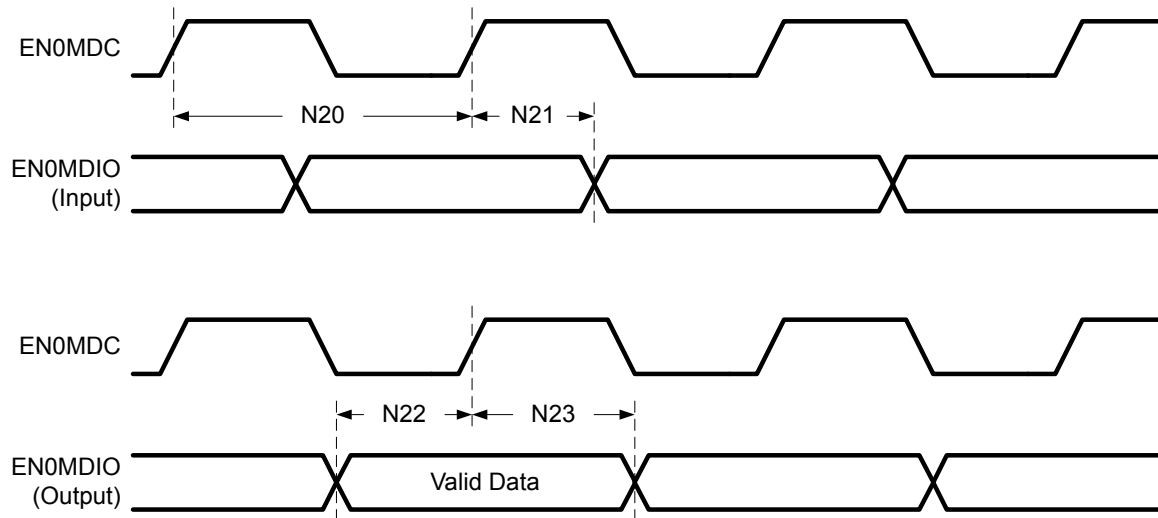 EN0MDC
N20
N21
EN0MDIO
(Input)
EN0MDC
N22
N23
EN0MDIO
(Output)
Valid Data